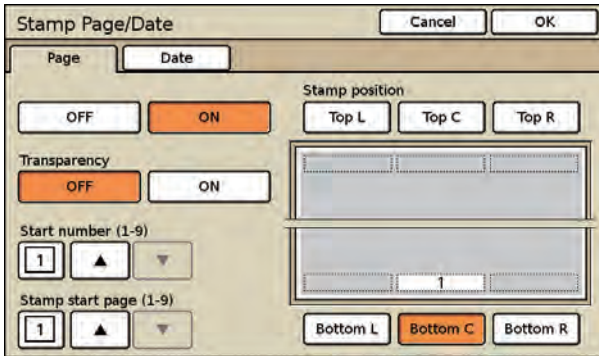 Stamp Page/Date Cancel OK
Page Date
Stamp position
OFF ON Top L Top C Top R
Transparency
OFF ON
Start number (1-9)
1 ▲ ▼
1
Stamp start page (1-9)
1 ▲ ▼ Bottom L Bottom C Bottom R